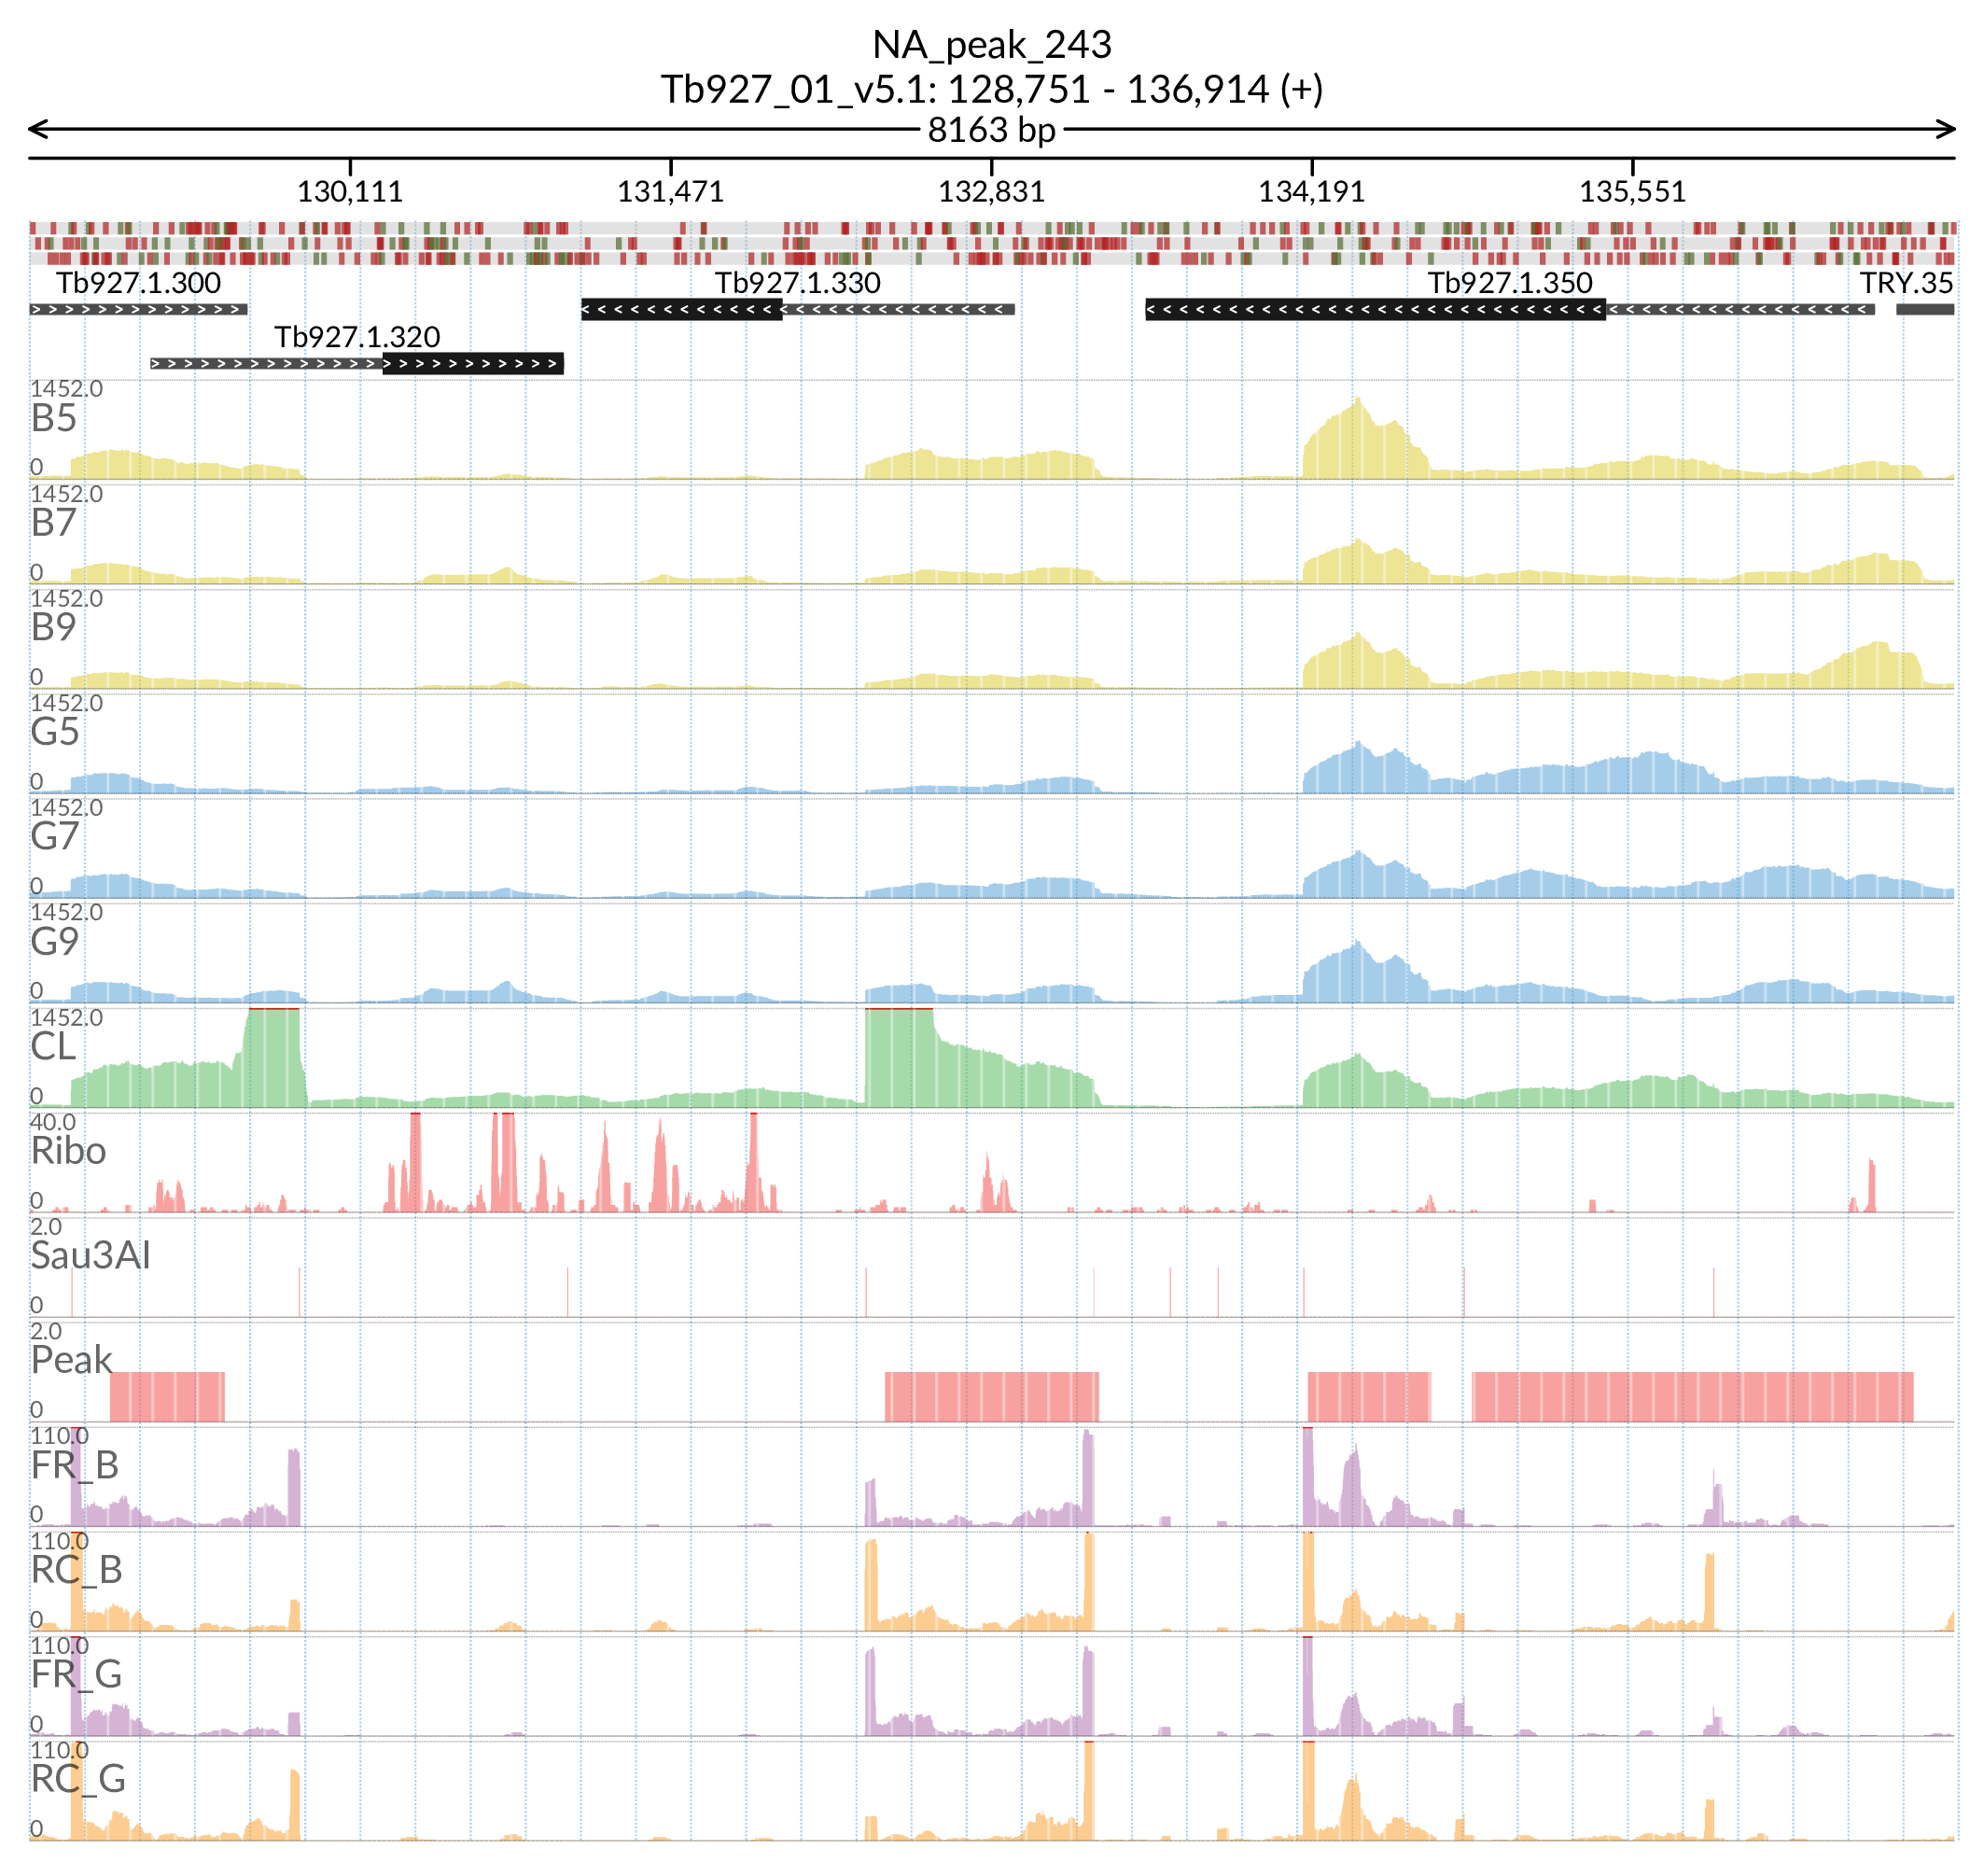 NA_peak_243
Tb927_01_v5.1: 128,751 - 136,914 (+)
8163 bp
130,111 131,471 132,831 134,191 135,551
Tb927.1.300 Tb927.1.330 Tb927.1.350 TRY.35
Tb927.1.320
1452.0
B5
0
1452.0
B7
0
1452.0
B9
0
1452.0
G5
0
1452.0
G7
0
1452.0
G9
0
1452.0
CL
0
40.0
Ribo
0
2.0
Sau3AI
0
2.0
Peak
0
110.0
FR_B
0
110.0
RC_B
0
110.0
FR_G
0
110.0
RC_G
0